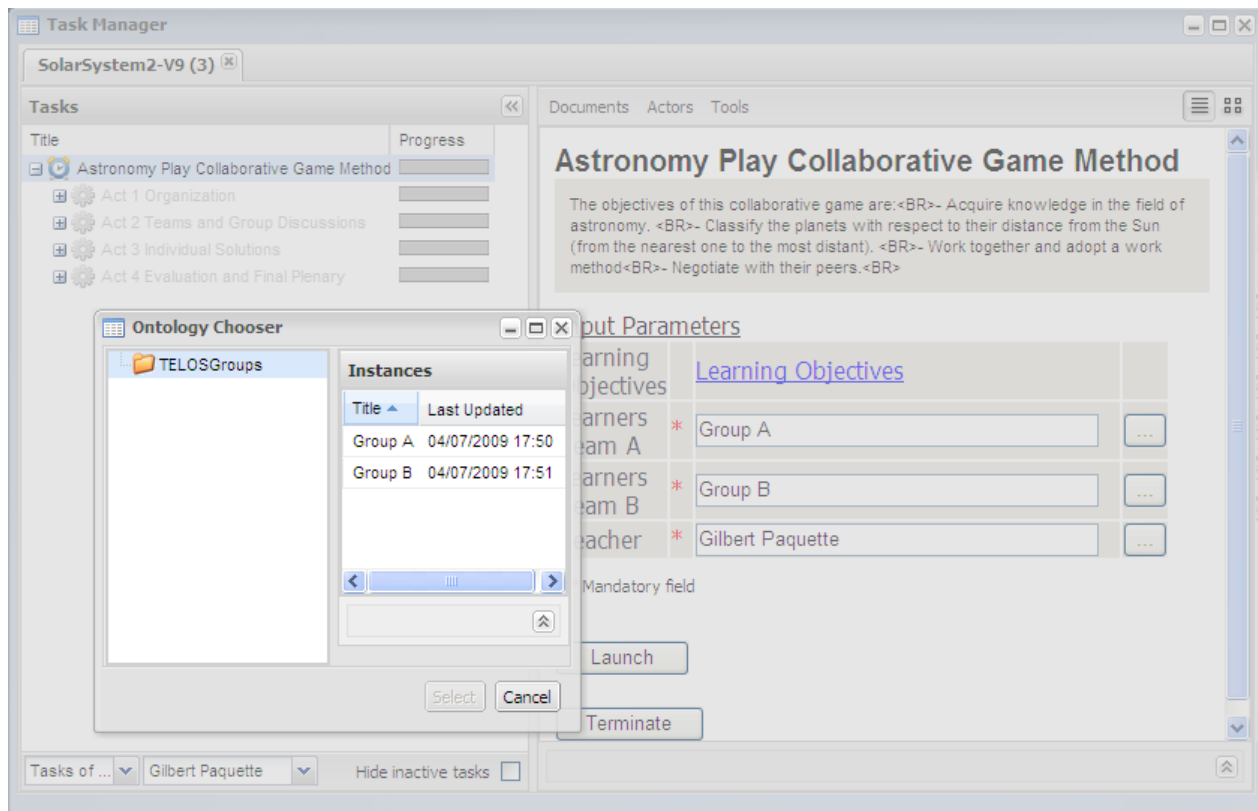 Task Manager
SolarSystem2-V9 (3)
Tasks
Title Progress
Astronomy Play Collaborative Game Method
Act 1 Organization
Act 2 Teams and Group Discussions
Act 3 Individual Solutions
Act 4 Evaluation and Final Plenary
Documents Actors Tools
Astronomy Play Collaborative Game Method
The objectives of this collaborative game are:<BR>- Acquire knowledge in the field of
astronomy. <BR>- Classify the planets with respect to their distance from the Sun
(from the nearest one to the most distant). <BR>- Work together and adopt a work
method<BR>- Negotiate with their peers.<BR>
put Parameters
arning
bjectives
Learning Objectives
arners
eam A
* Group A ...
arners
eam B
* Group B ...
eacher * Gilbert Paquette ...
Mandatory field
Launch
Terminate
Ontology Chooser
TELOSGroups
Instances
Title Last Updated
Group A 04/07/2009 17:50
Group B 04/07/2009 17:51
Select Cancel
Tasks of ... Gilbert Paquette Hide inactive tasks